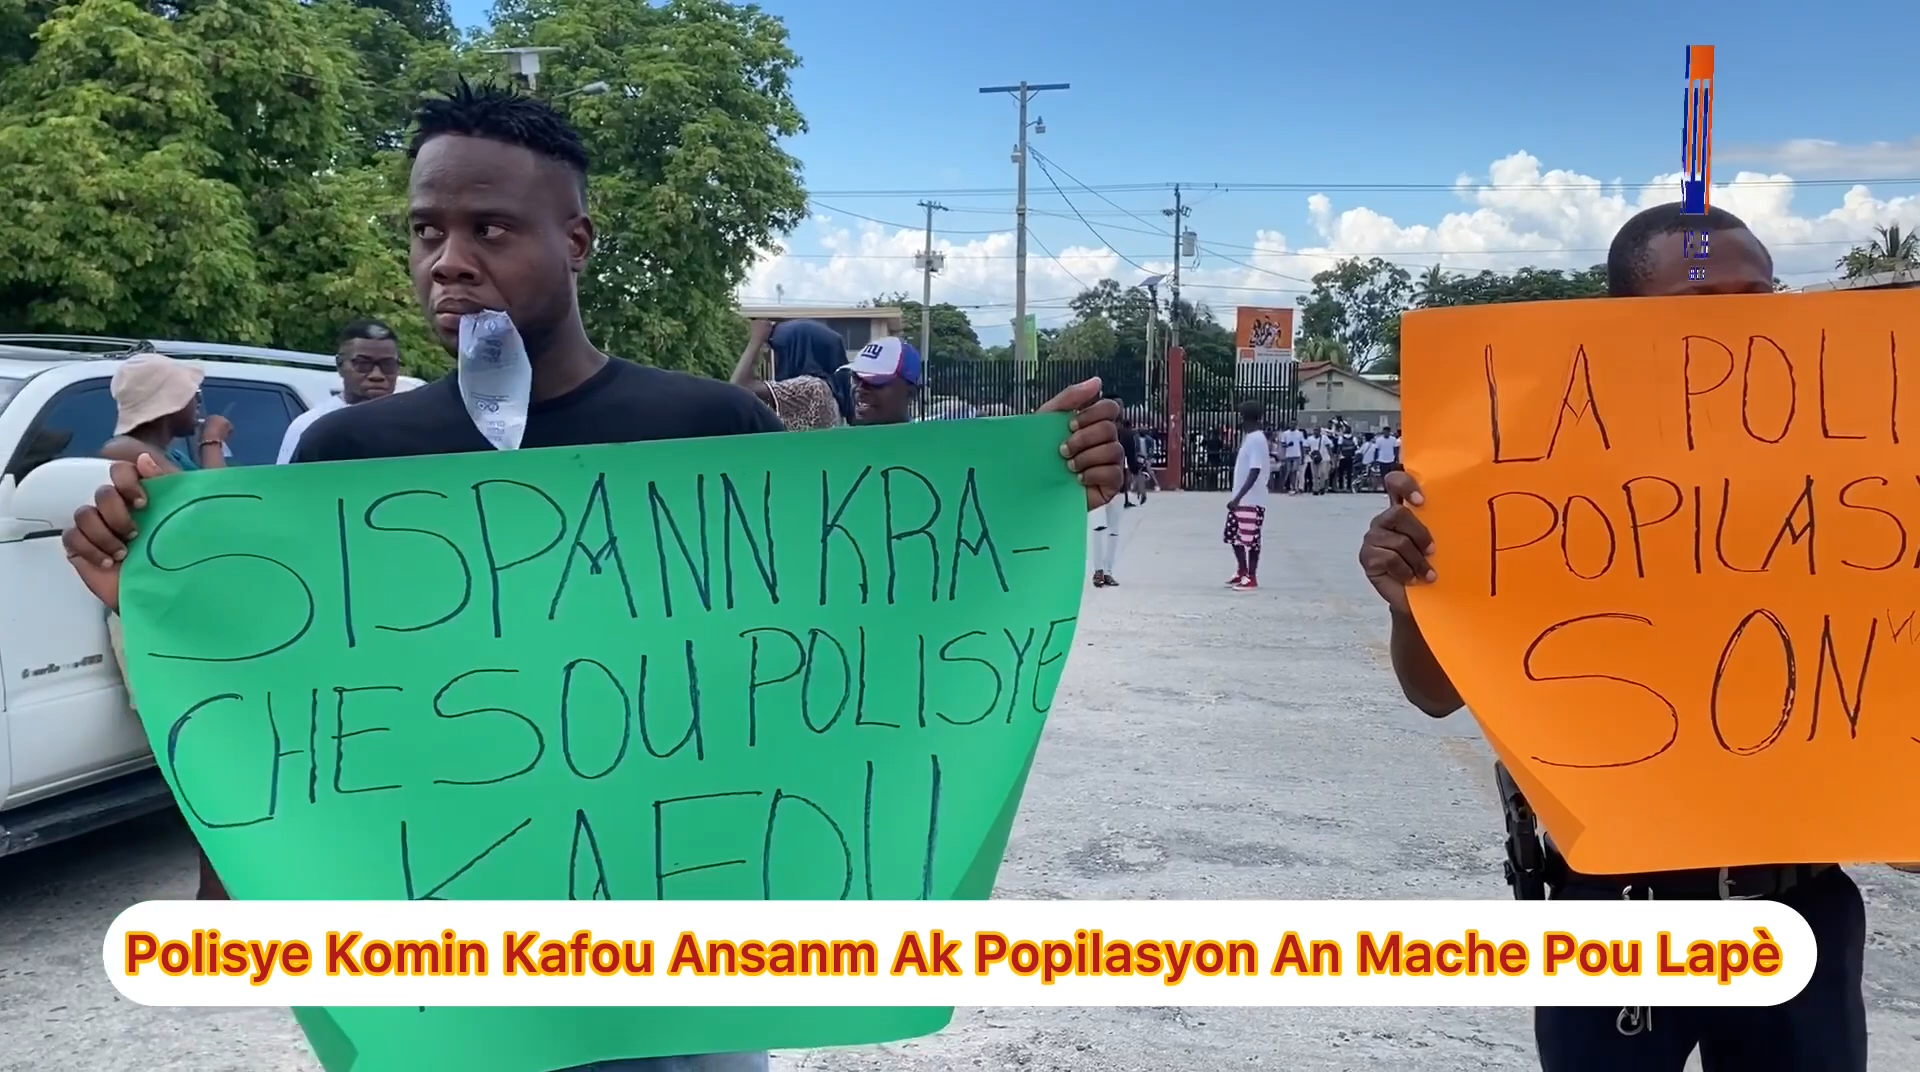 SISPANN KRA-
CHE SOU POLISYE
KAFOU
LA POLI
POPILASY
SON
Polisye Komin Kafou Ansanm Ak Popilasyon An Mache Pou Lapè